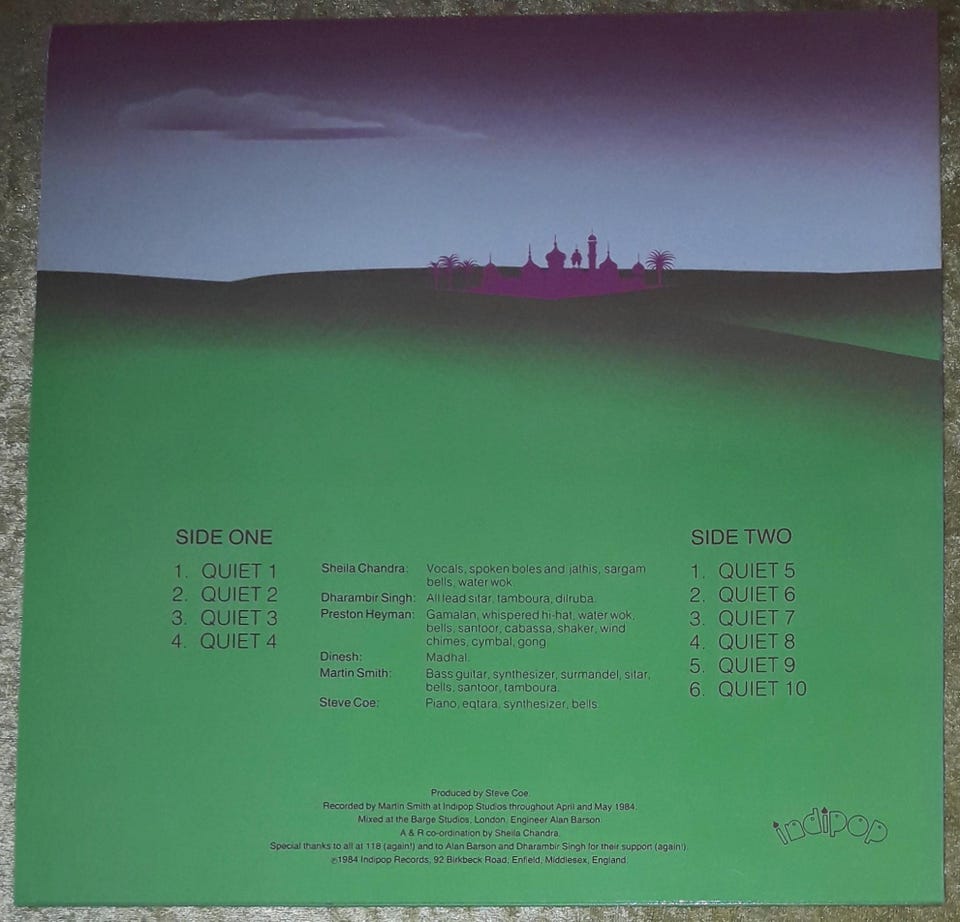 SIDE ONE
1. QUIET 1
2. QUIET 2
3. QUIET 3
4. QUIET 4
Sheila Chandra: Vocals, spoken boles and jathis, sargam
bells, water wok.
Dharambir Singh: All lead sitar, tamboura, dilruba.
Preston Heyman: Gamalan, whispered hi-hat, water wok,
bells, santoor, cabassa, shaker, wind
chimes, cymbal, gong.
Dinesh: Madhal.
Martin Smith: Bass guitar, synthesizer, surmandel, sitar,
bells, santoor, tamboura.
Steve Coe: Piano, eqtara, synthesizer, bells.
SIDE TWO
1. QUIET 5
2. QUIET 6
3. QUIET 7
4. QUIET 8
5. QUIET 9
6. QUIET 10
Produced by Steve Coe.
Recorded by Martin Smith at Indipop Studios throughout April and May 1984.
Mixed at the Barge Studios, London, Engineer Alan Barson.
A & R co-ordination by Sheila Chandra.
Special thanks to all at 118 (again!) and to Alan Barson and Dharambir Singh for their support (again!).
℗1984 Indipop Records, 92 Birkbeck Road, Enfield, Middlesex, England.
indipop